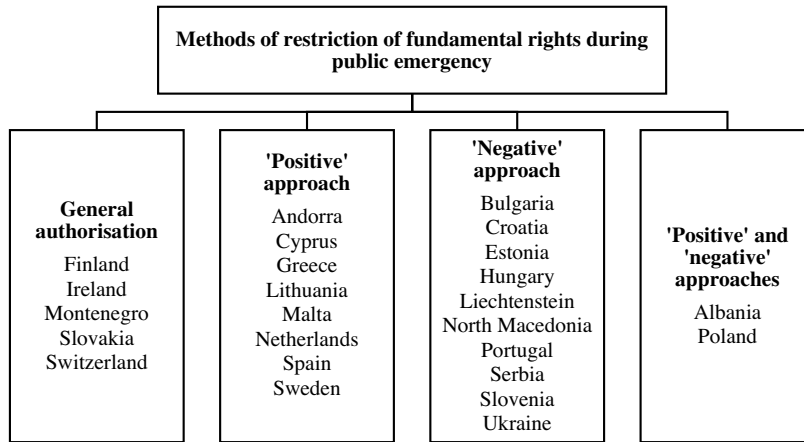 Methods of restriction of fundamental rights during
public emergency
General
authorisation
Finland
Ireland
Montenegro
Slovakia
Switzerland
'Positive'
approach
Andorra
Cyprus
Greece
Lithuania
Malta
Netherlands
Spain
Sweden
'Negative'
approach
Bulgaria
Croatia
Estonia
Hungary
Liechtenstein
North Macedonia
Portugal
Serbia
Slovenia
Ukraine
'Positive' and
'negative'
approaches
Albania
Poland